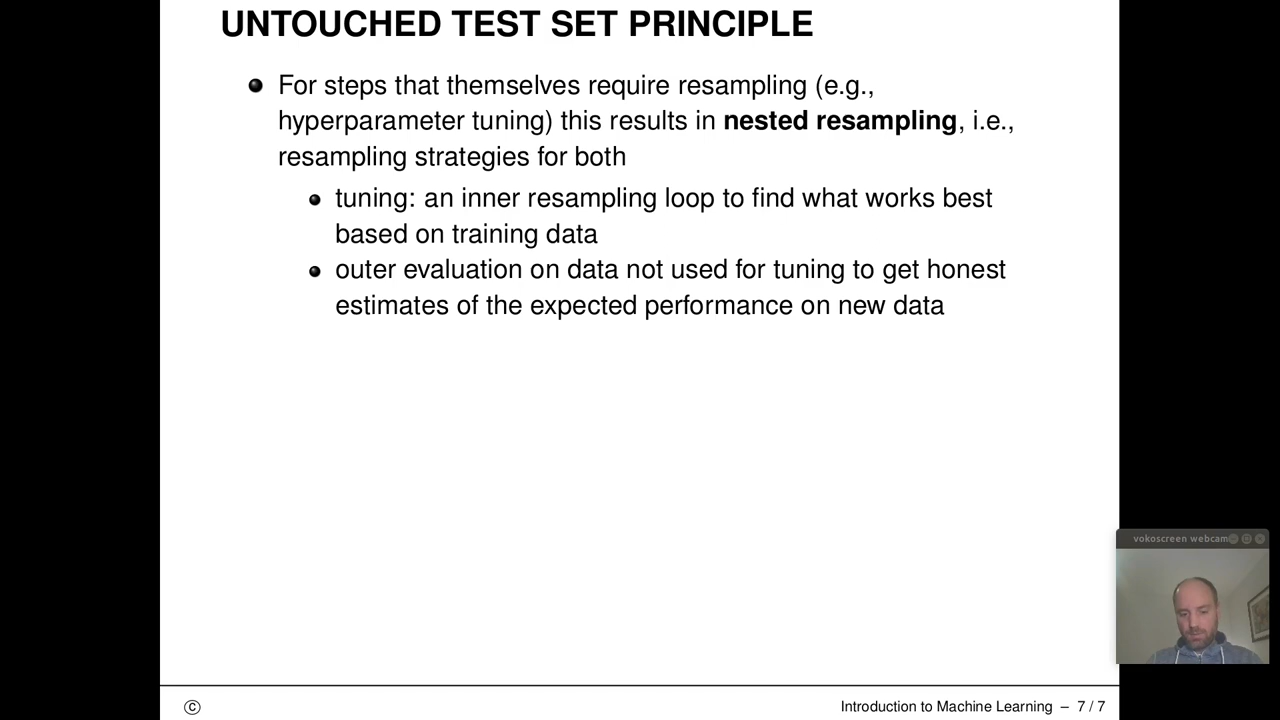 UNTOUCHED TEST SET PRINCIPLE
For steps that themselves require resampling (e.g.,
hyperparameter tuning) this results in nested resampling, i.e.,
resampling strategies for both
tuning: an inner resampling loop to find what works best
based on training data
outer evaluation on data not used for tuning to get honest
estimates of the expected performance on new data
vokoscreen webcam
© Introduction to Machine Learning – 7 / 7